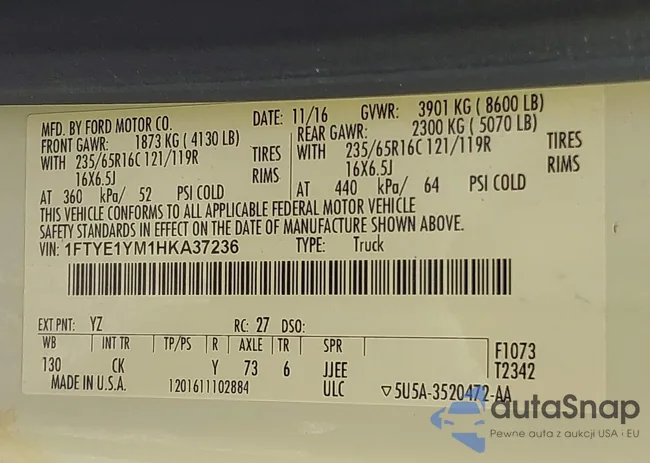 MFD. BY FORD MOTOR CO. DATE: 11/16 GVWR: 3901 KG ( 8600 LB)
FRONT GAWR: 1873 KG ( 4130 LB) REAR GAWR: 2300 KG ( 5070 LB)
WITH 235/65R16C 121/119R TIRES WITH 235/65R16C 121/119R TIRES
16X6.5J RIMS 16X6.5J RIMS
AT 360 kPa/ 52 PSI COLD AT 440 kPa/ 64 PSI COLD
THIS VEHICLE CONFORMS TO ALL APPLICABLE FEDERAL MOTOR VEHICLE
SAFETY STANDARDS IN EFFECT ON THE DATE OF MANUFACTURE SHOWN ABOVE.
VIN: 1FTYE1YM1HKA37236 TYPE: Truck
EXT PNT: YZ RC: 27 DSO:
WB INT TR TP/PS R AXLE TR SPR F1073
130 CK Y 73 6 JJEE T2342
MADE IN U.S.A. 1201611102884 ULC ▽5U5A-3520472-AA
autaSnap
Pewne auta z aukcji USA i EU